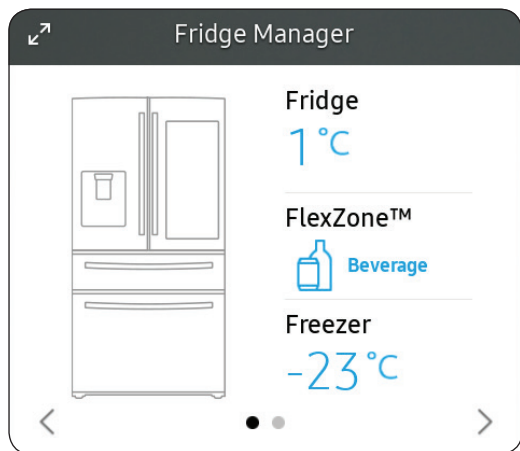 Fridge Manager
Fridge
1°C
FlexZone™
Beverage
Freezer
-23°C